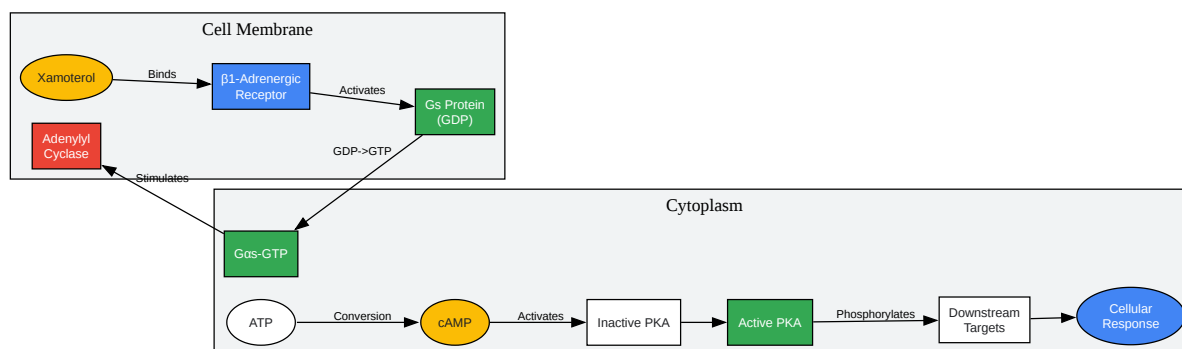 Cell Membrane
Xamoterol
Binds
β1-Adrenergic
Receptor
Activates
Gs Protein
(GDP)
Adenylyl
Cyclase
GDP->GTP
Stimulates
Cytoplasm
Gαs-GTP
ATP
Conversion
cAMP
Activates
Inactive PKA
Active PKA
Phosphorylates
Downstream
Targets
Cellular
Response